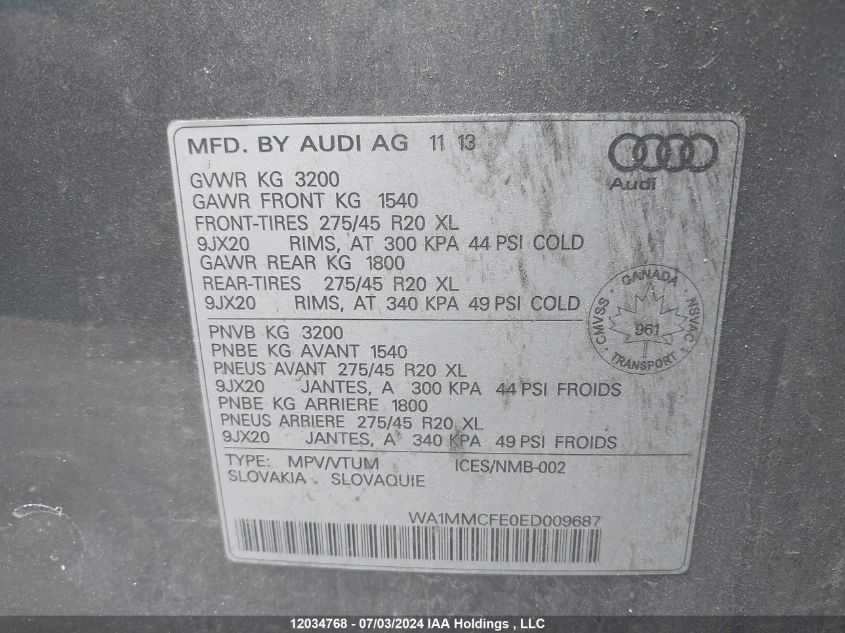 MFD. BY AUDI AG 11 13
Audi
GVWR KG 3200
GAWR FRONT KG 1540
FRONT-TIRES 275/45 R20 XL
9JX20 RIMS, AT 300 KPA 44 PSI COLD
GAWR REAR KG 1800
REAR-TIRES 275/45 R20 XL
9JX20 RIMS, AT 340 KPA 49 PSI COLD
CANADA
CMVSS
NSVAC
961
TRANSPORT
PNVB KG 3200
PNBE KG AVANT 1540
PNEUS AVANT 275/45 R20 XL
9JX20 JANTES, A 300 KPA 44 PSI FROIDS
PNBE KG ARRIERE 1800
PNEUS ARRIERE 275/45 R20 XL
9JX20 JANTES, A 340 KPA 49 PSI FROIDS
TYPE: MPV/VTUM ICES/NMB-002
SLOVAKIA SLOVAQUIE
WA1MMCFE0ED009687
12034768 - 07/03/2024 IAA Holdings , LLC